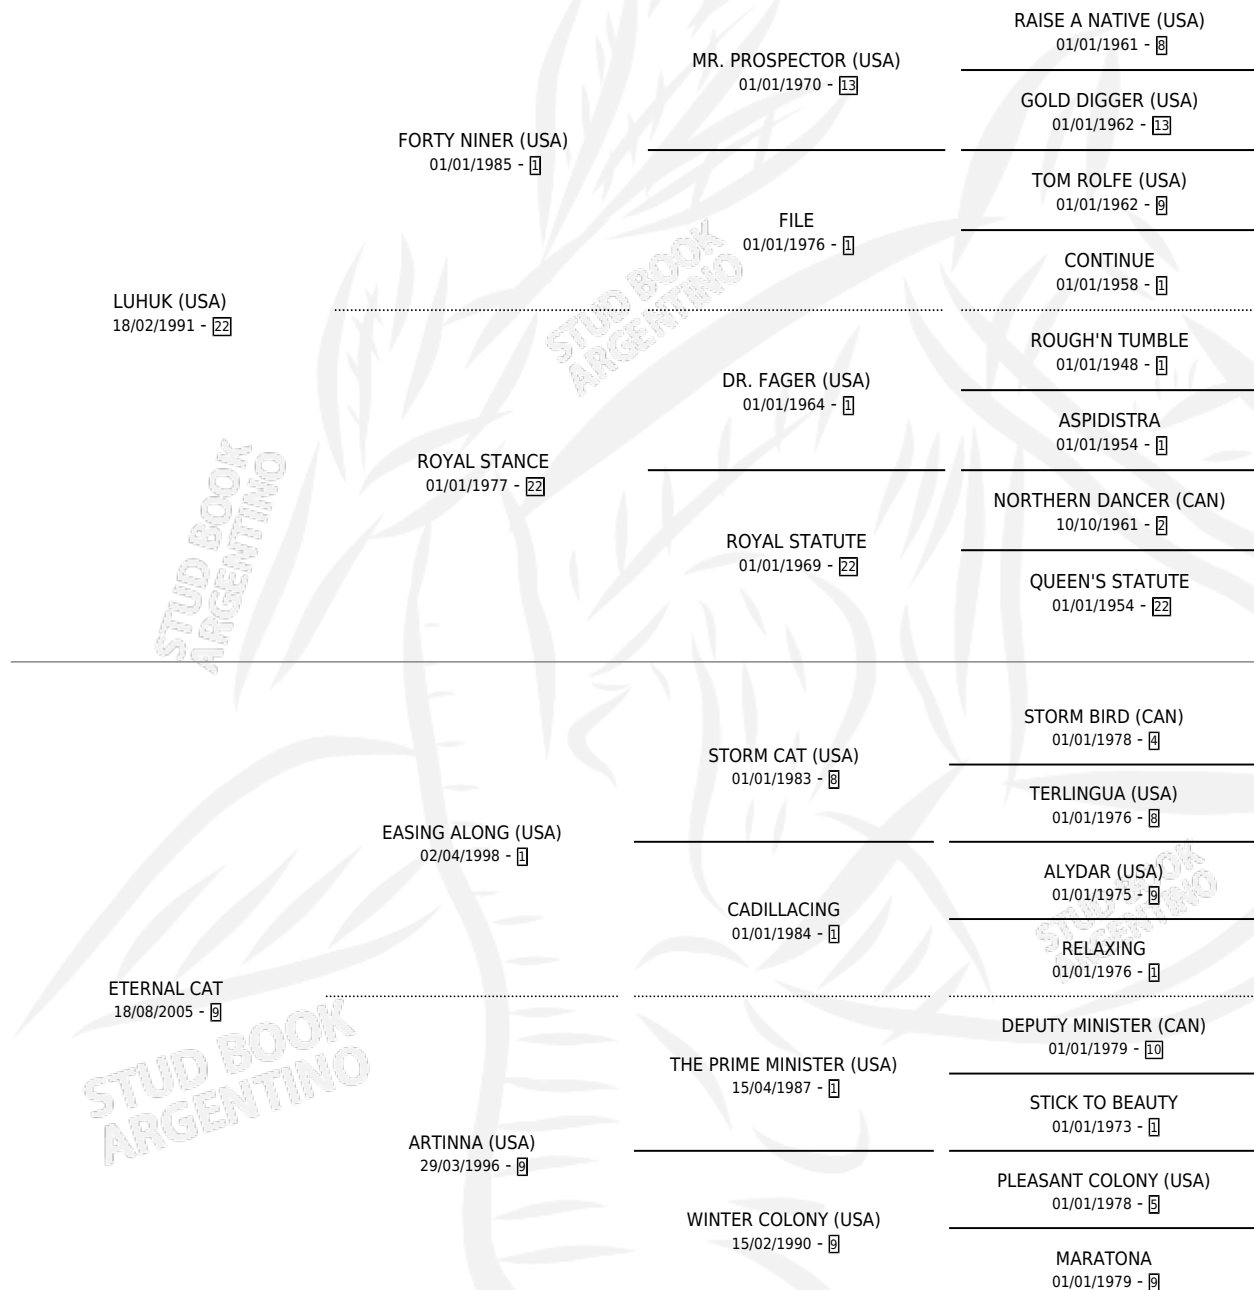 RAISE A NATIVE (USA)
01/01/1961 - 8
MR. PROSPECTOR (USA)
01/01/1970 - 13
GOLD DIGGER (USA)
01/01/1962 - 13
FORTY NINER (USA)
01/01/1985 - 1
TOM ROLFE (USA)
01/01/1962 - 9
FILE
01/01/1976 - 1
CONTINUE
01/01/1958 - 1
LUHUK (USA)
18/02/1991 - 22
ROUGH'N TUMBLE
01/01/1948 - 1
DR. FAGER (USA)
01/01/1964 - 1
ASPIDISTRA
01/01/1954 - 1
ROYAL STANCE
01/01/1977 - 22
NORTHERN DANCER (CAN)
10/10/1961 - 2
ROYAL STATUTE
01/01/1969 - 22
QUEEN'S STATUTE
01/01/1954 - 22
STORM BIRD (CAN)
01/01/1978 - 4
STORM CAT (USA)
01/01/1983 - 8
TERLINGUA (USA)
01/01/1976 - 8
EASING ALONG (USA)
02/04/1998 - 1
ALYDAR (USA)
01/01/1975 - 9
CADILLACING
01/01/1984 - 1
RELAXING
01/01/1976 - 1
ETERNAL CAT
18/08/2005 - 9
DEPUTY MINISTER (CAN)
01/01/1979 - 10
THE PRIME MINISTER (USA)
15/04/1987 - 1
STICK TO BEAUTY
01/01/1973 - 1
ARTINNA (USA)
29/03/1996 - 9
PLEASANT COLONY (USA)
01/01/1978 - 5
WINTER COLONY (USA)
15/02/1990 - 9
MARATONA
01/01/1979 - 9
STUD BOOK
ARGENTINO
STUD BOOK
ARGENTINO
STUD BOOK
ARGENTINO
STUD BOOK
ARGENTINO